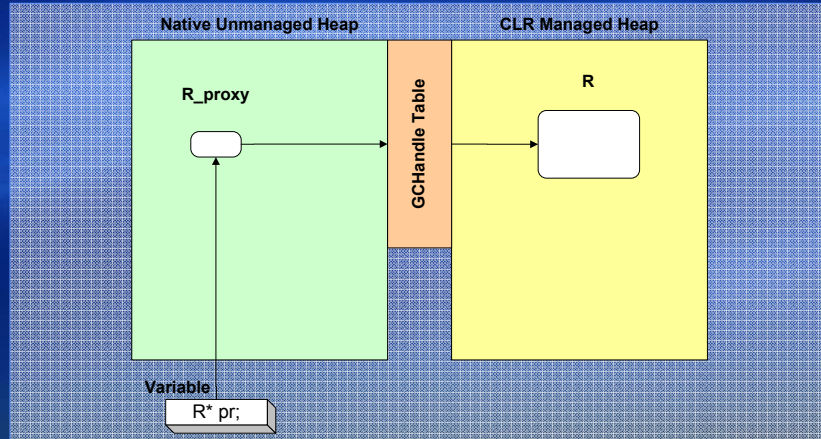 Native Unmanaged Heap
CLR Managed Heap
R_proxy
GCHandle Table
R
Variable
R* pr;